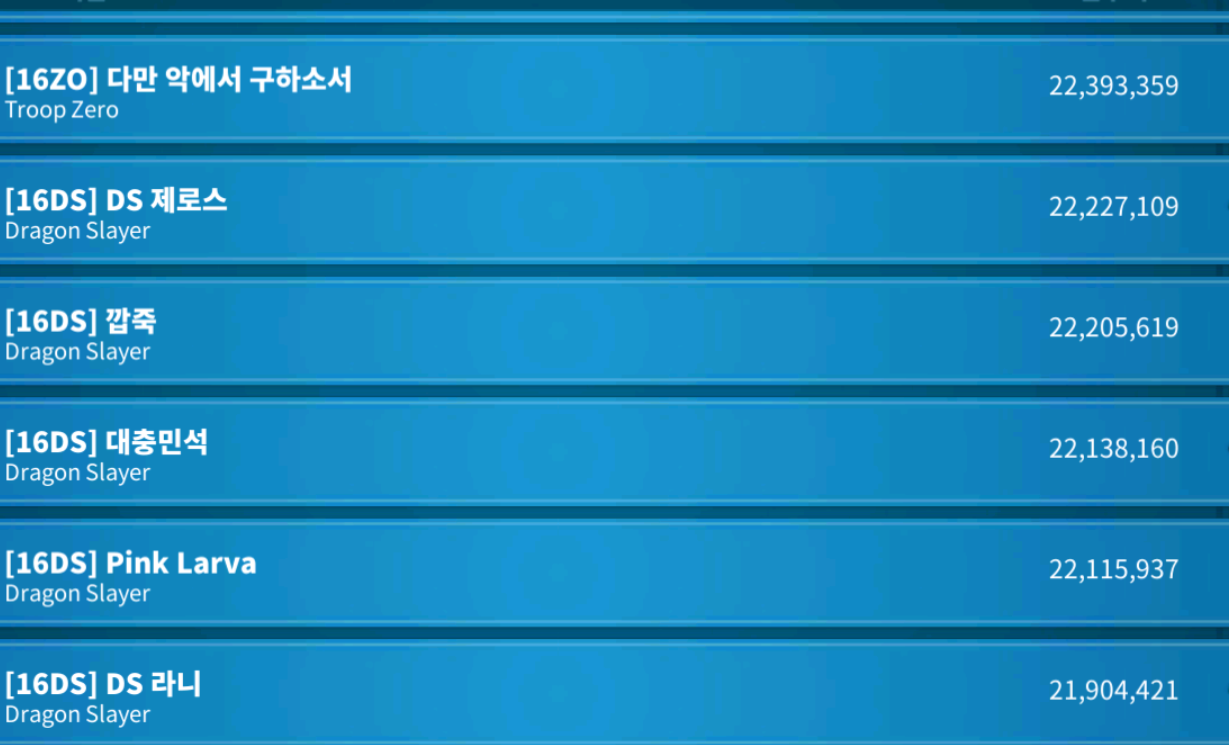 [16ZO] 다만 악에서 구하소서
22,393,359
Troop Zero
[16DS] DS 제로스
22,227,109
Dragon Slayer
[16DS] 깝죽
22,205,619
Dragon Slayer
[16DS] 대충민석
22,138,160
Dragon Slayer
[16DS] Pink Larva
22,115,937
Dragon Slayer
[16DS] DS 라니
21,904,421
Dragon Slayer